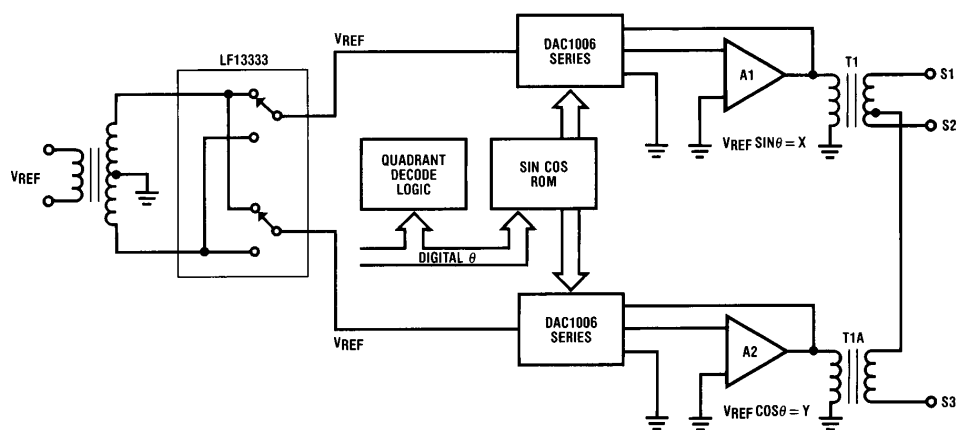 LF13333
VREF
DAC1006
SERIES
A1
T1
S1
S2
VREF SINθ = X
VREF
QUADRANT
DECODE
LOGIC
SIN COS
ROM
DIGITAL θ
VREF
DAC1006
SERIES
A2
T1A
S3
VREF COSθ = Y